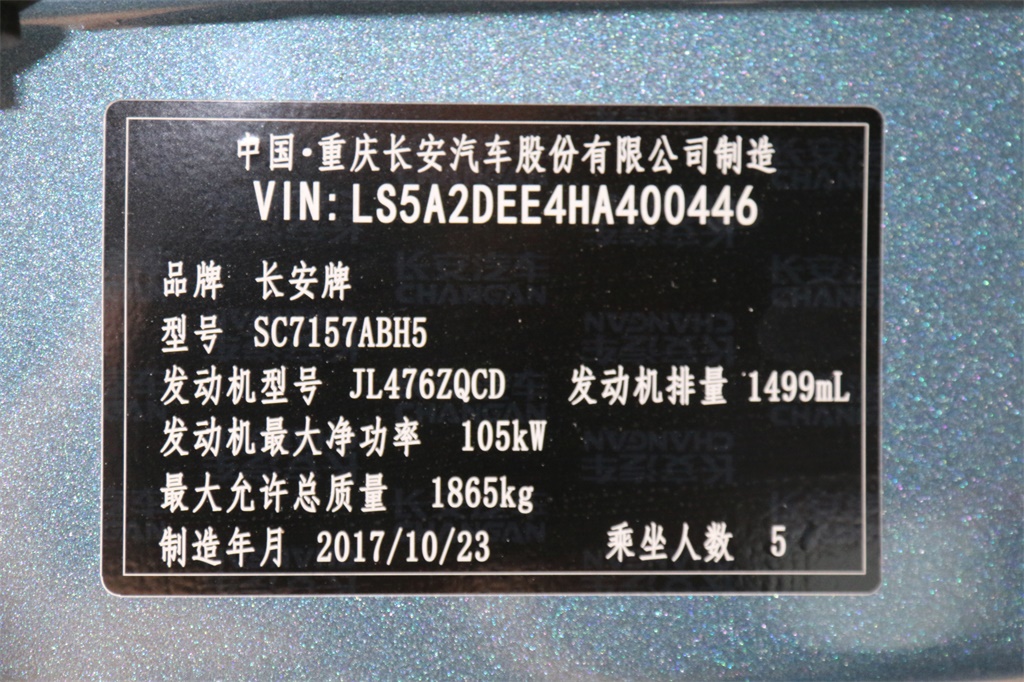 中国·重庆长安汽车股份有限公司制造
VIN: LS5A2DEE4HA400446
品牌 长安牌
型号 SC7157ABH5
发动机型号 JL476ZQCD 发动机排量 1499mL
发动机最大净功率 105kW
最大允许总质量 1865kg
制造年月 2017/10/23 乘坐人数 5